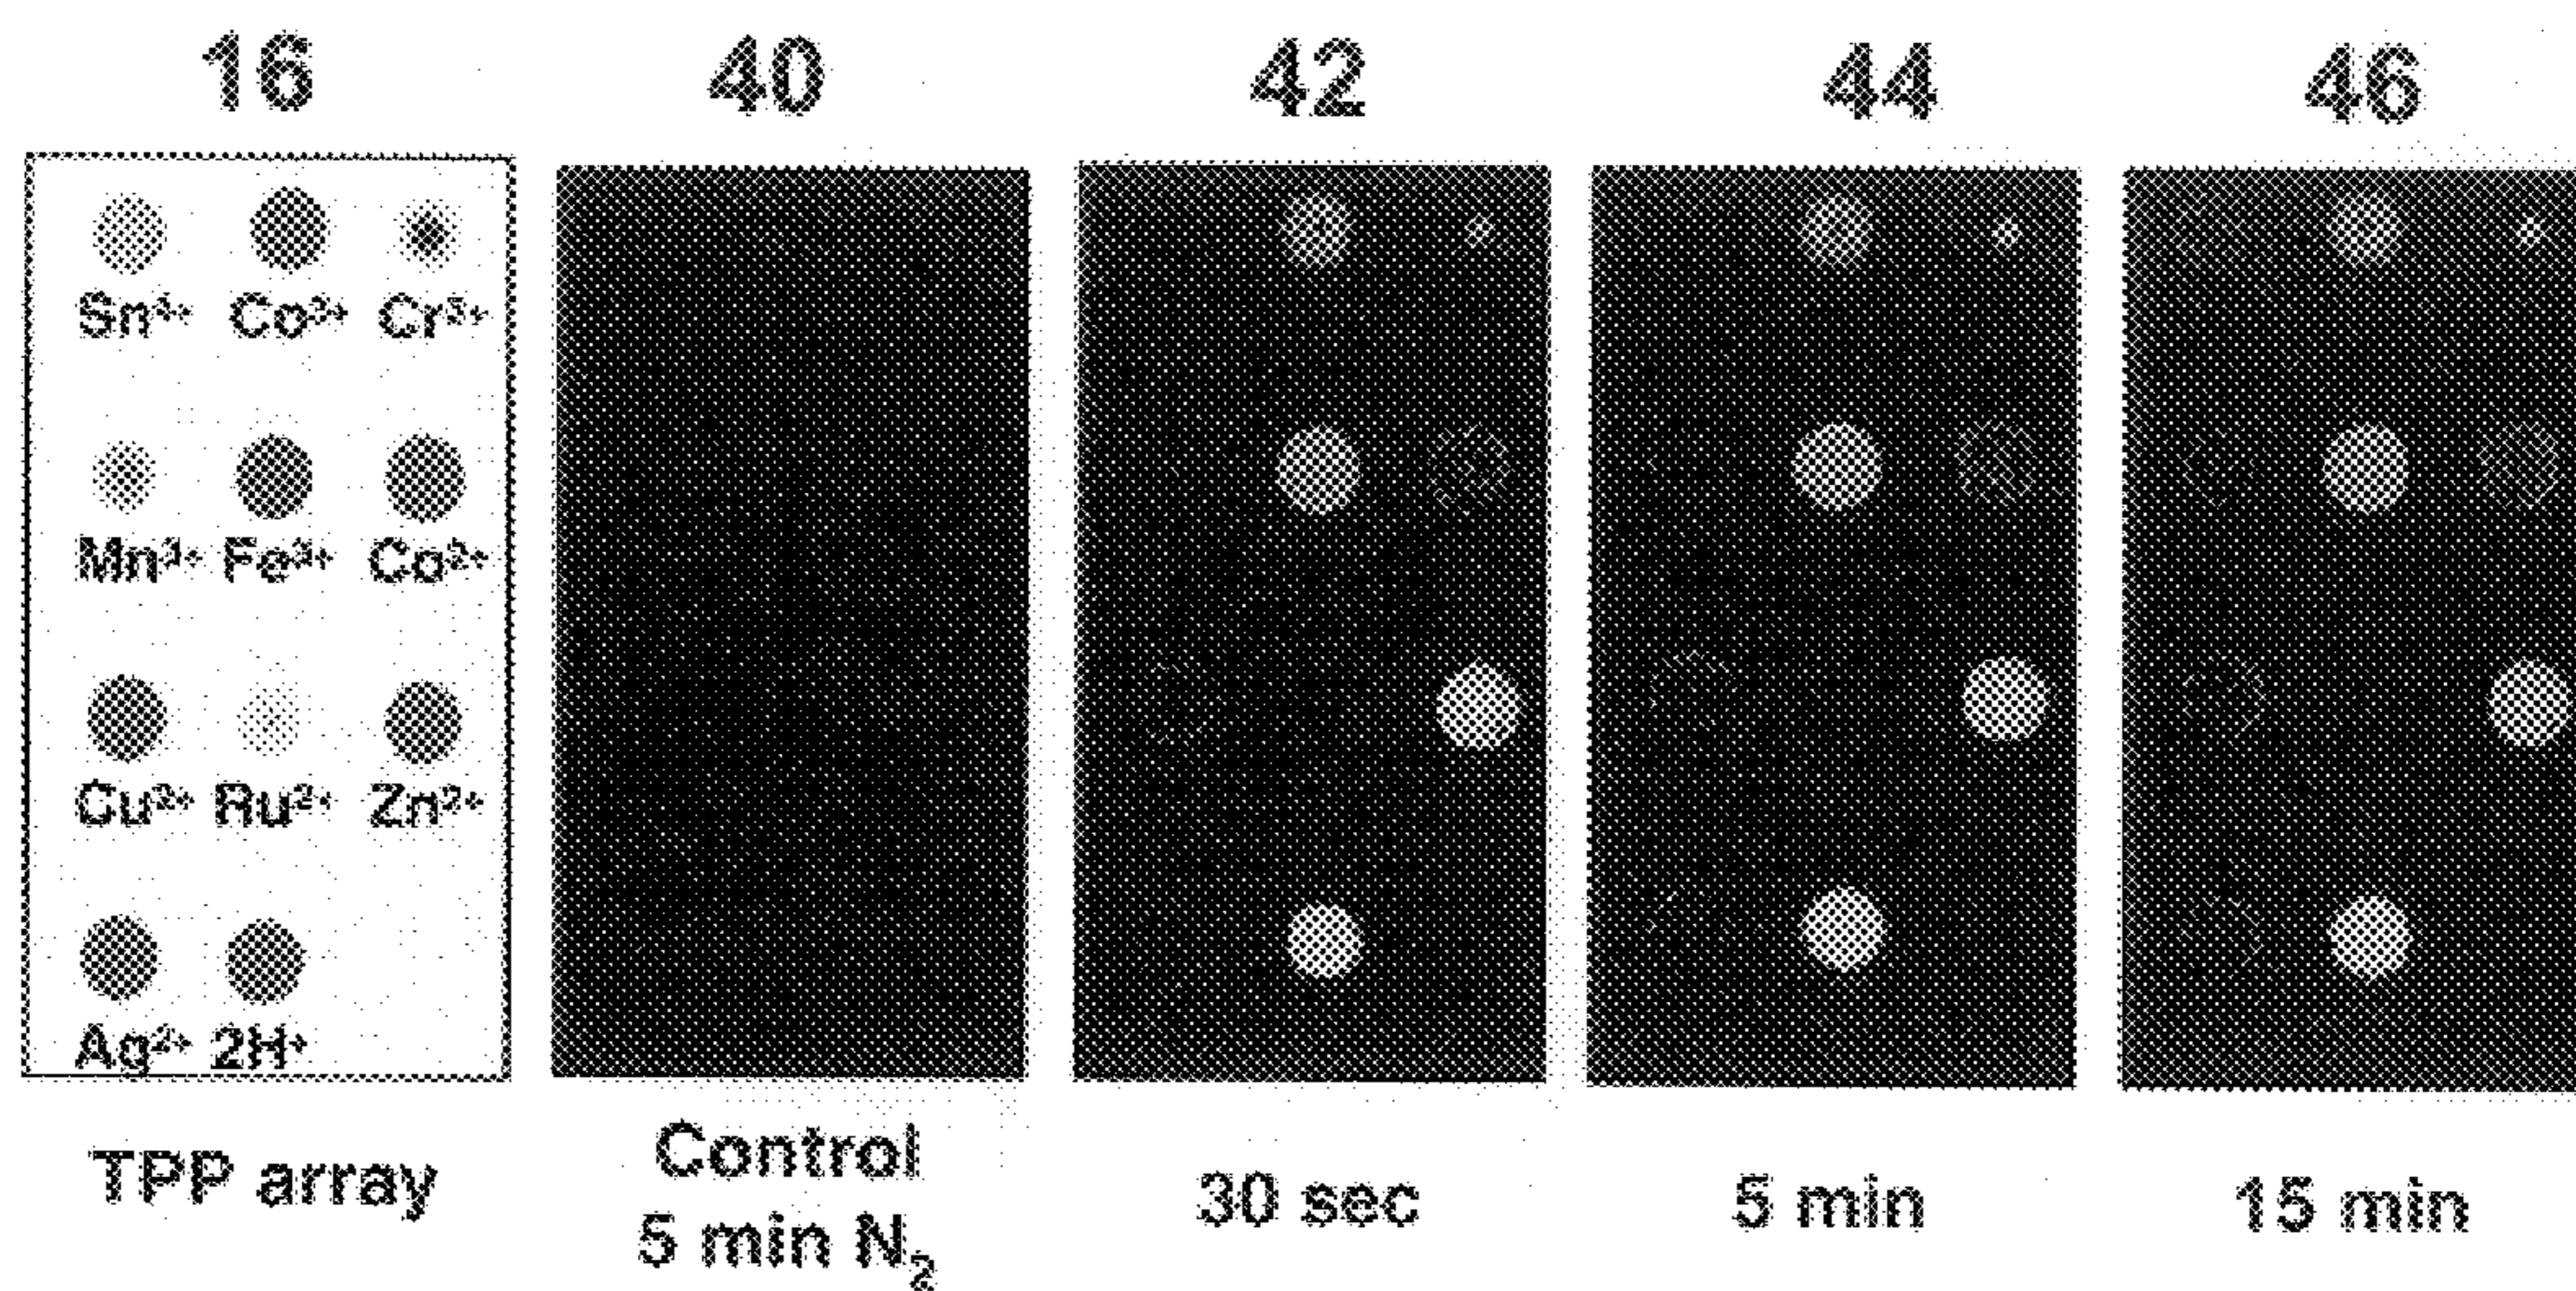 16 40 42 44 46
Sn⁴⁺ Co³⁺ Cr³⁺
Mn³⁺ Fe³⁺ Co²⁺
Cu²⁺ Ru²⁺ Zn²⁺
Ag²⁺ 2H⁺
TPP array
Control
5 min N₂
30 sec
5 min
15 min